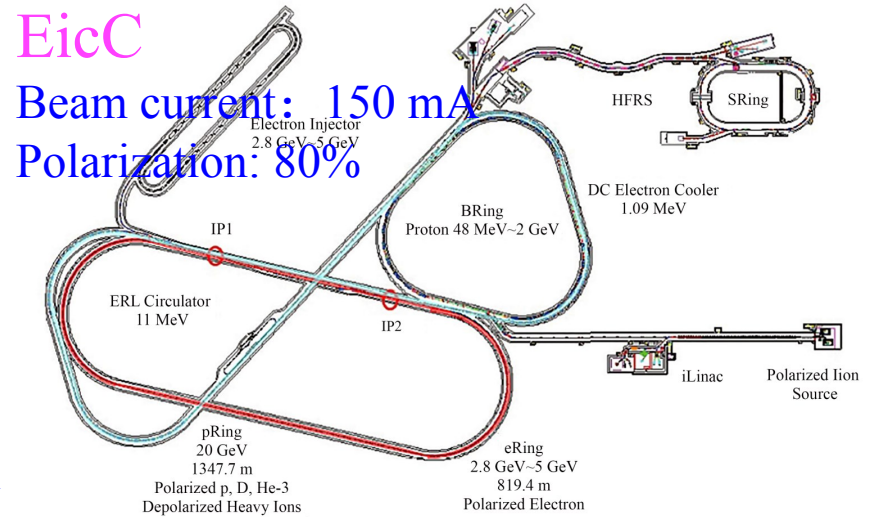 EicC
Beam current：150 mA
Electron Injector
2.8 GeV~5 GeV
Polarization: 80%
HFRS
SRing
DC Electron Cooler
1.09 MeV
BRing
Proton 48 MeV~2 GeV
IP1
ERL Circulator
11 MeV
IP2
iLinac
Polarized Iion
Source
pRing
20 GeV
1347.7 m
Polarized p, D, He-3
Depolarized Heavy Ions
eRing
2.8 GeV~5 GeV
819.4 m
Polarized Electron